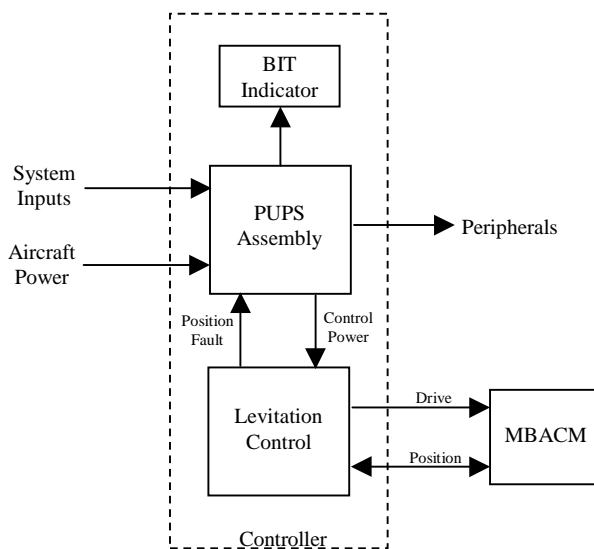 BIT
Indicator
System
Inputs
PUPS
Assembly
Peripherals
Aircraft
Power
Position
Fault
Control
Power
Levitation
Control
Drive
MBACM
Position
Controller